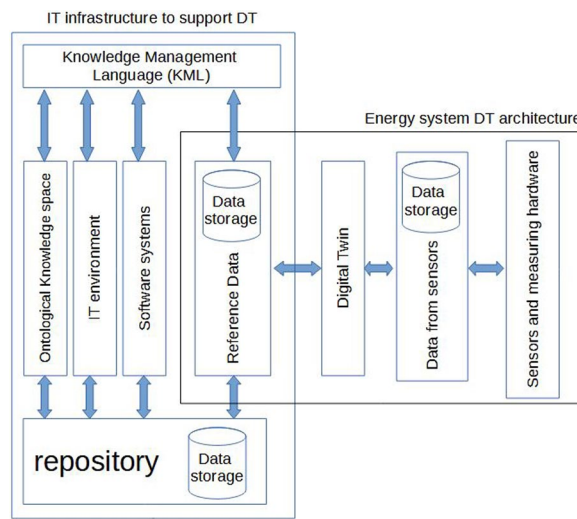 IT infrastructure to support DT
Knowledge Management
Language (KML)
Energy system DT architecture
Ontological Knowledge space
IT environment
Software systems
Data
storage
Reference Data
Digital Twin
Data
storage
Data from sensors
Sensors and measuring hardware
repository
Data
storage